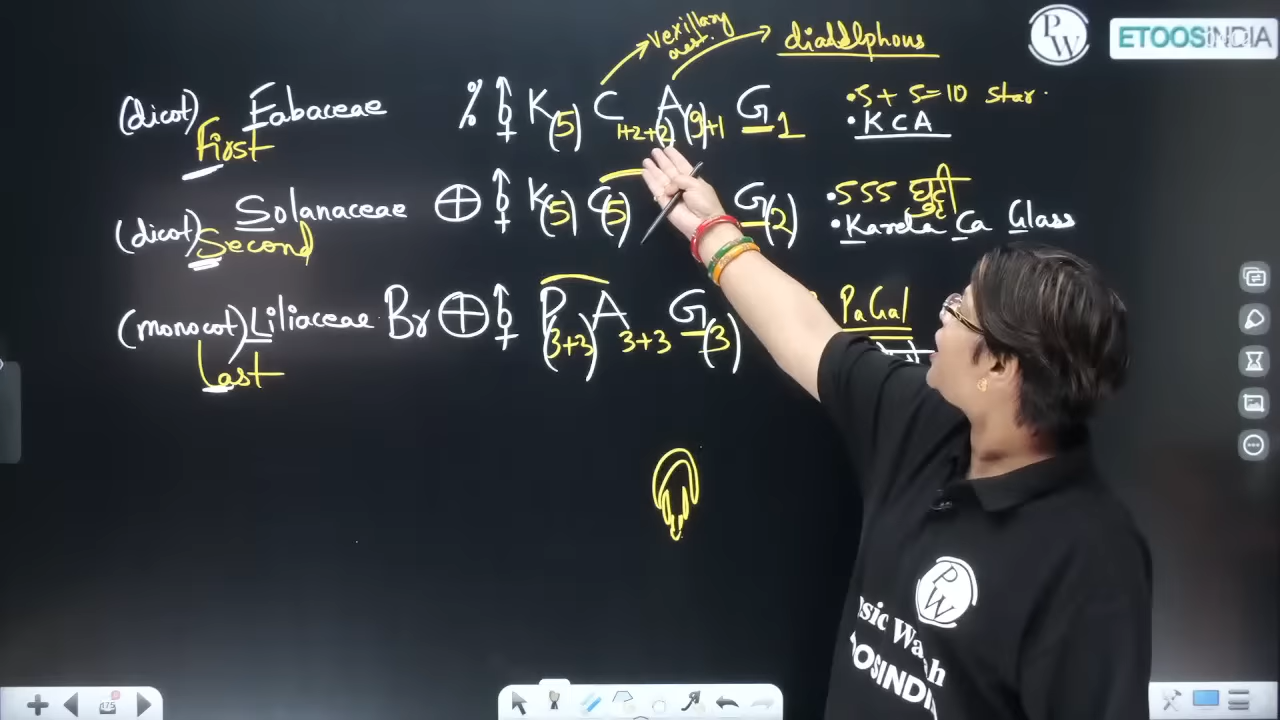 vexillary
aest.
diadelphous
PW
ETOOSINDIA
(dicot) Fabaceae % K(5) C1+2+(2) A(9)+1 G1
First
• 5 + 5 = 10 star.
• KCA
(dicot) Solanaceae ⊕ K(5) C(5) G(2)
Second
• 555 छुट्टी
• Karela Ca Glass
(monocot) Liliaceae Br ⊕ P(3+3) A3+3 G(3)
Last
PaGal
PW
OOSINDI